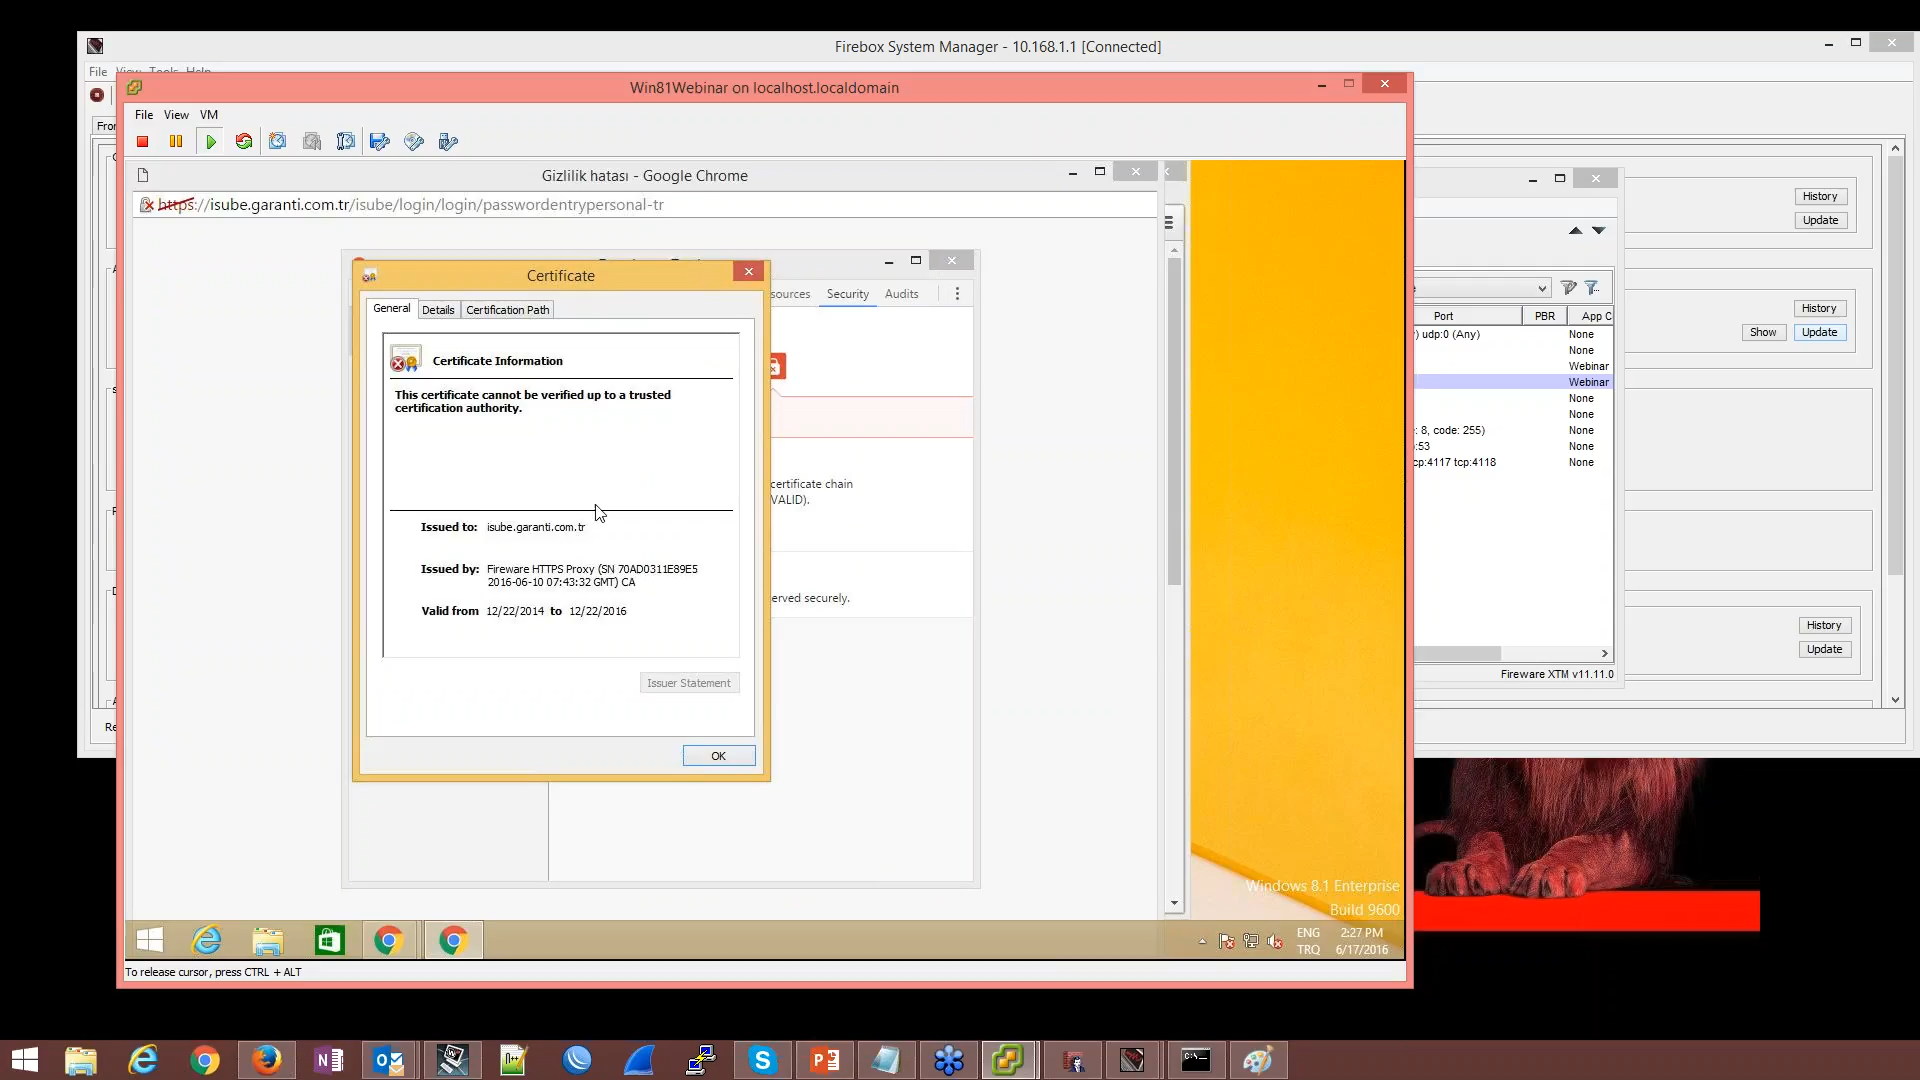 Firebox System Manager - 10.168.1.1 [Connected]
File View Tools Help
Win81Webinar on localhost.localdomain
File View VM
Gizlilik hatası - Google Chrome
https://isube.garanti.com.tr/isube/login/login/passwordentrypersonal-tr
Certificate
General Details Certification Path
Certificate Information
This certificate cannot be verified up to a trusted
certification authority.
Issued to: isube.garanti.com.tr
Issued by: Fireware HTTPS Proxy (SN 70AD0311E89E5
2016-06-10 07:43:32 GMT) CA
Valid from 12/22/2014 to 12/22/2016
Issuer Statement
OK
sources Security Audits
certificate chain
VALID).
erved securely.
Port PBR App C
) udp:0 (Any) None
None
Webinar
Webinar
None
None
: 8, code: 255) None
:53 None
cp:4117 tcp:4118 None
Fireware XTM v11.11.0
History
Update
History
Show Update
History
Update
Windows 8.1 Enterprise
Build 9600
ENG 2:27 PM
TRQ 6/17/2016
To release cursor, press CTRL + ALT